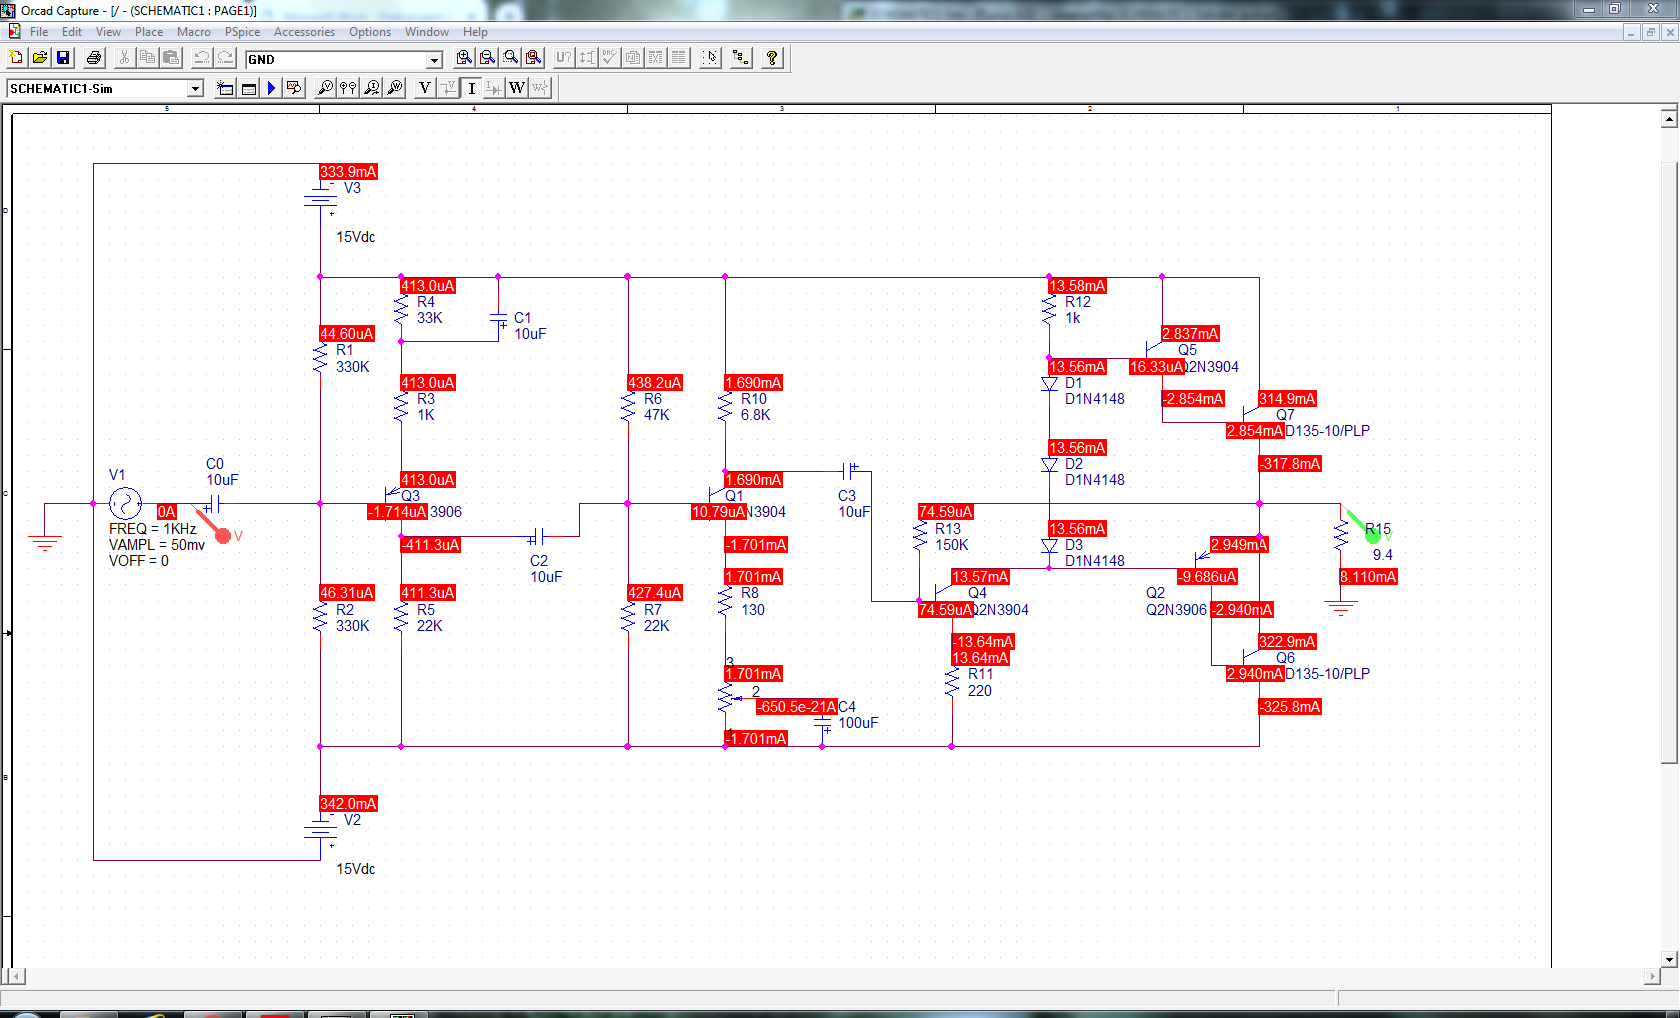 Orcad Capture - [/ - (SCHEMATIC1 : PAGE1)]
File Edit View Place Macro PSpice Accessories Options Window Help
GND
U?
SCHEMATIC1-Sim
V I W
5 4 3 2 1
333.9mA
V3
15Vdc
413.0uA
R4
33K
C1
10uF
13.58mA
R12
1k
44.60uA
R1
330K
2.837mA
Q5
16.33uA
Q2N3904
-2.854mA
413.0uA
R3
1K
438.2uA
R6
47K
1.690mA
R10
6.8K
13.56mA
D1
D1N4148
314.9mA
Q7
2.854mA
D135-10/PLP
-317.8mA
13.56mA
D2
D1N4148
V1
0A
FREQ = 1KHz
VAMPL = 50mv
VOFF = 0
C0
10uF
V
413.0uA
Q3
-1.714uA
3906
-411.3uA
C2
10uF
1.690mA
Q1
10.79uA
N3904
-1.701mA
C3
10uF
74.59uA
R13
150K
13.56mA
D3
D1N4148
2.949mA
-9.686uA
Q2
Q2N3906
-2.940mA
R15
V
9.4
8.110mA
46.31uA
R2
330K
411.3uA
R5
22K
427.4uA
R7
22K
1.701mA
R8
130
13.57mA
Q4
74.59uA
Q2N3904
-13.64mA
13.64mA
R11
220
322.9mA
Q6
2.940mA
D135-10/PLP
-325.8mA
3
1.701mA
2
-650.5e-21A
C4
100uF
-1.701mA
342.0mA
V2
15Vdc